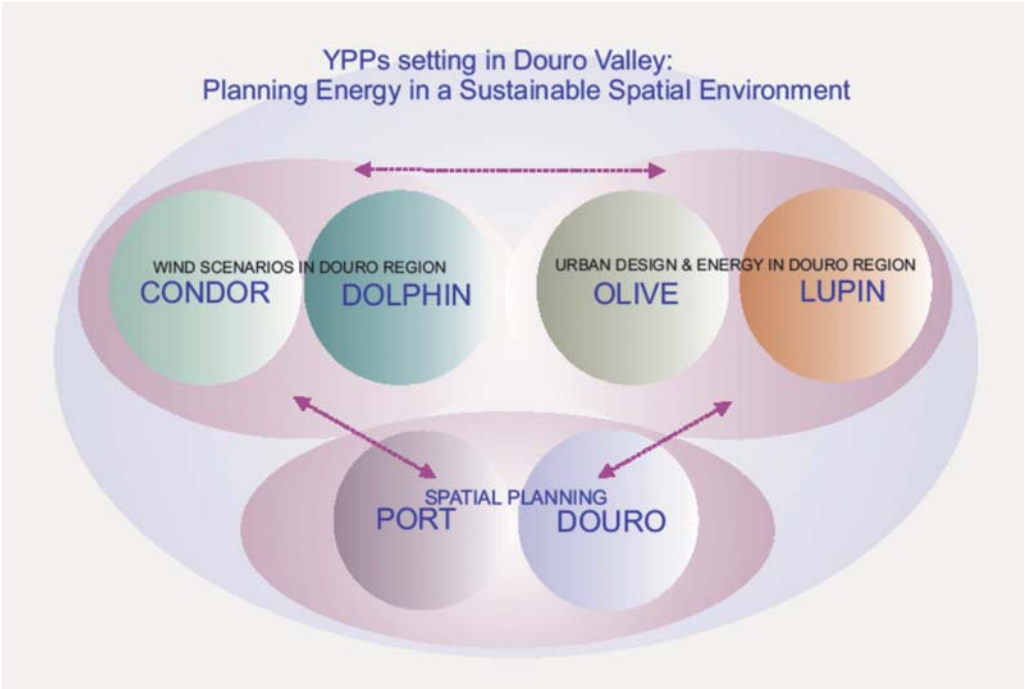 YPPs setting in Douro Valley:
Planning Energy in a Sustainable Spatial Environment
WIND SCENARIOS IN DOURO REGION
CONDOR
DOLPHIN
URBAN DESIGN & ENERGY IN DOURO REGION
OLIVE
LUPIN
SPATIAL PLANNING
PORT
DOURO